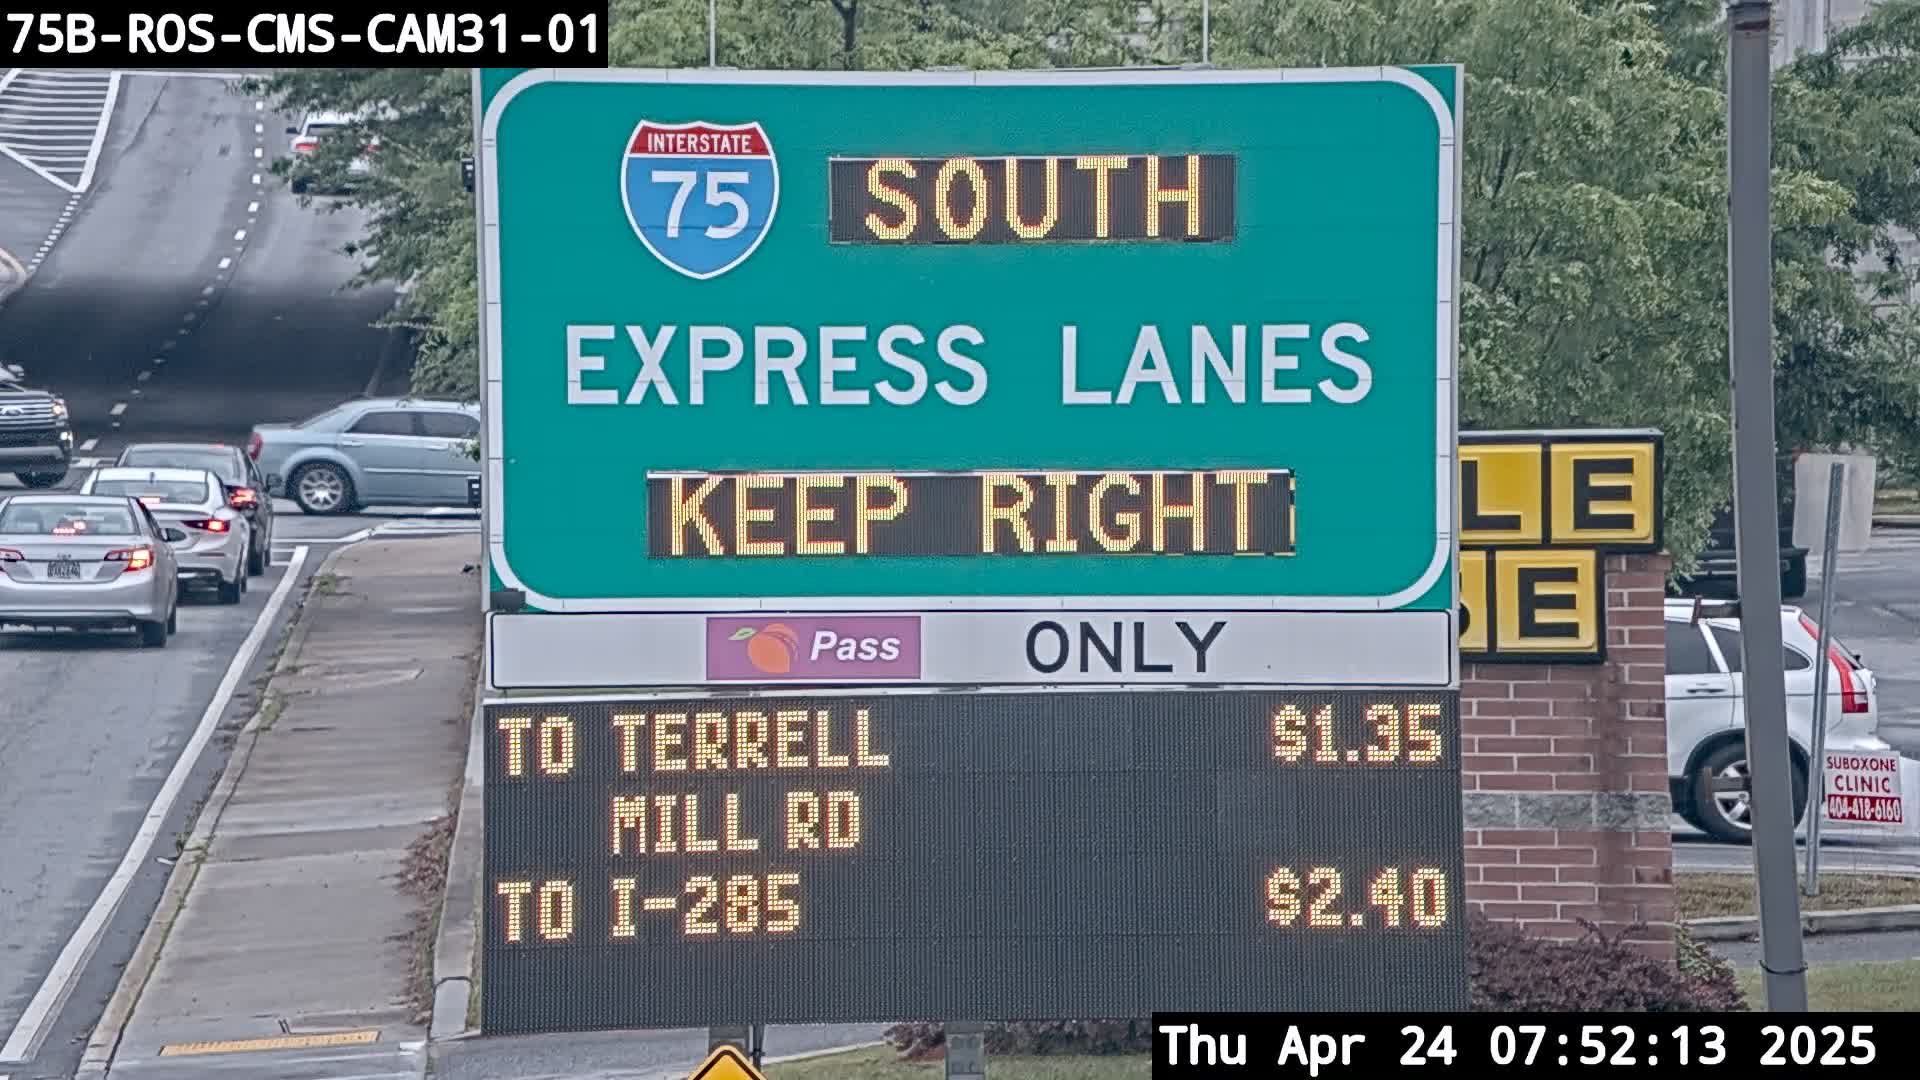 75B-ROS-CMS-CAM31-01
INTERSTATE
75
SOUTH
EXPRESS LANES
KEEP RIGHT
Pass ONLY
TO TERRELL $1.35
MILL RD
TO I-285 $2.40
LE
E
SUBOXONE
CLINIC
404-418-6160
Thu Apr 24 07:52:13 2025